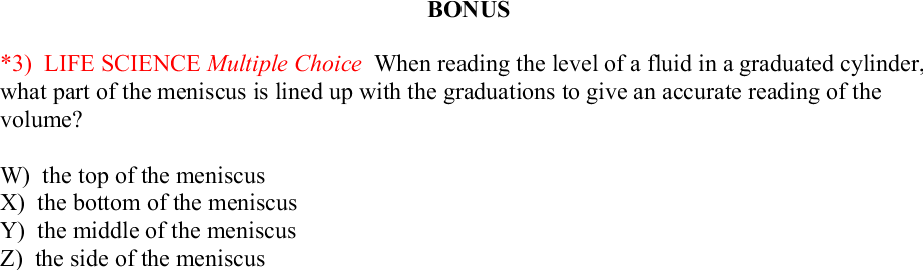 BONUS
*3) LIFE SCIENCE Multiple Choice When reading the level of a fluid in a graduated cylinder,
what part of the meniscus is lined up with the graduations to give an accurate reading of the
volume?
W) the top of the meniscus
X) the bottom of the meniscus
Y) the middle of the meniscus
Z) the side of the meniscus